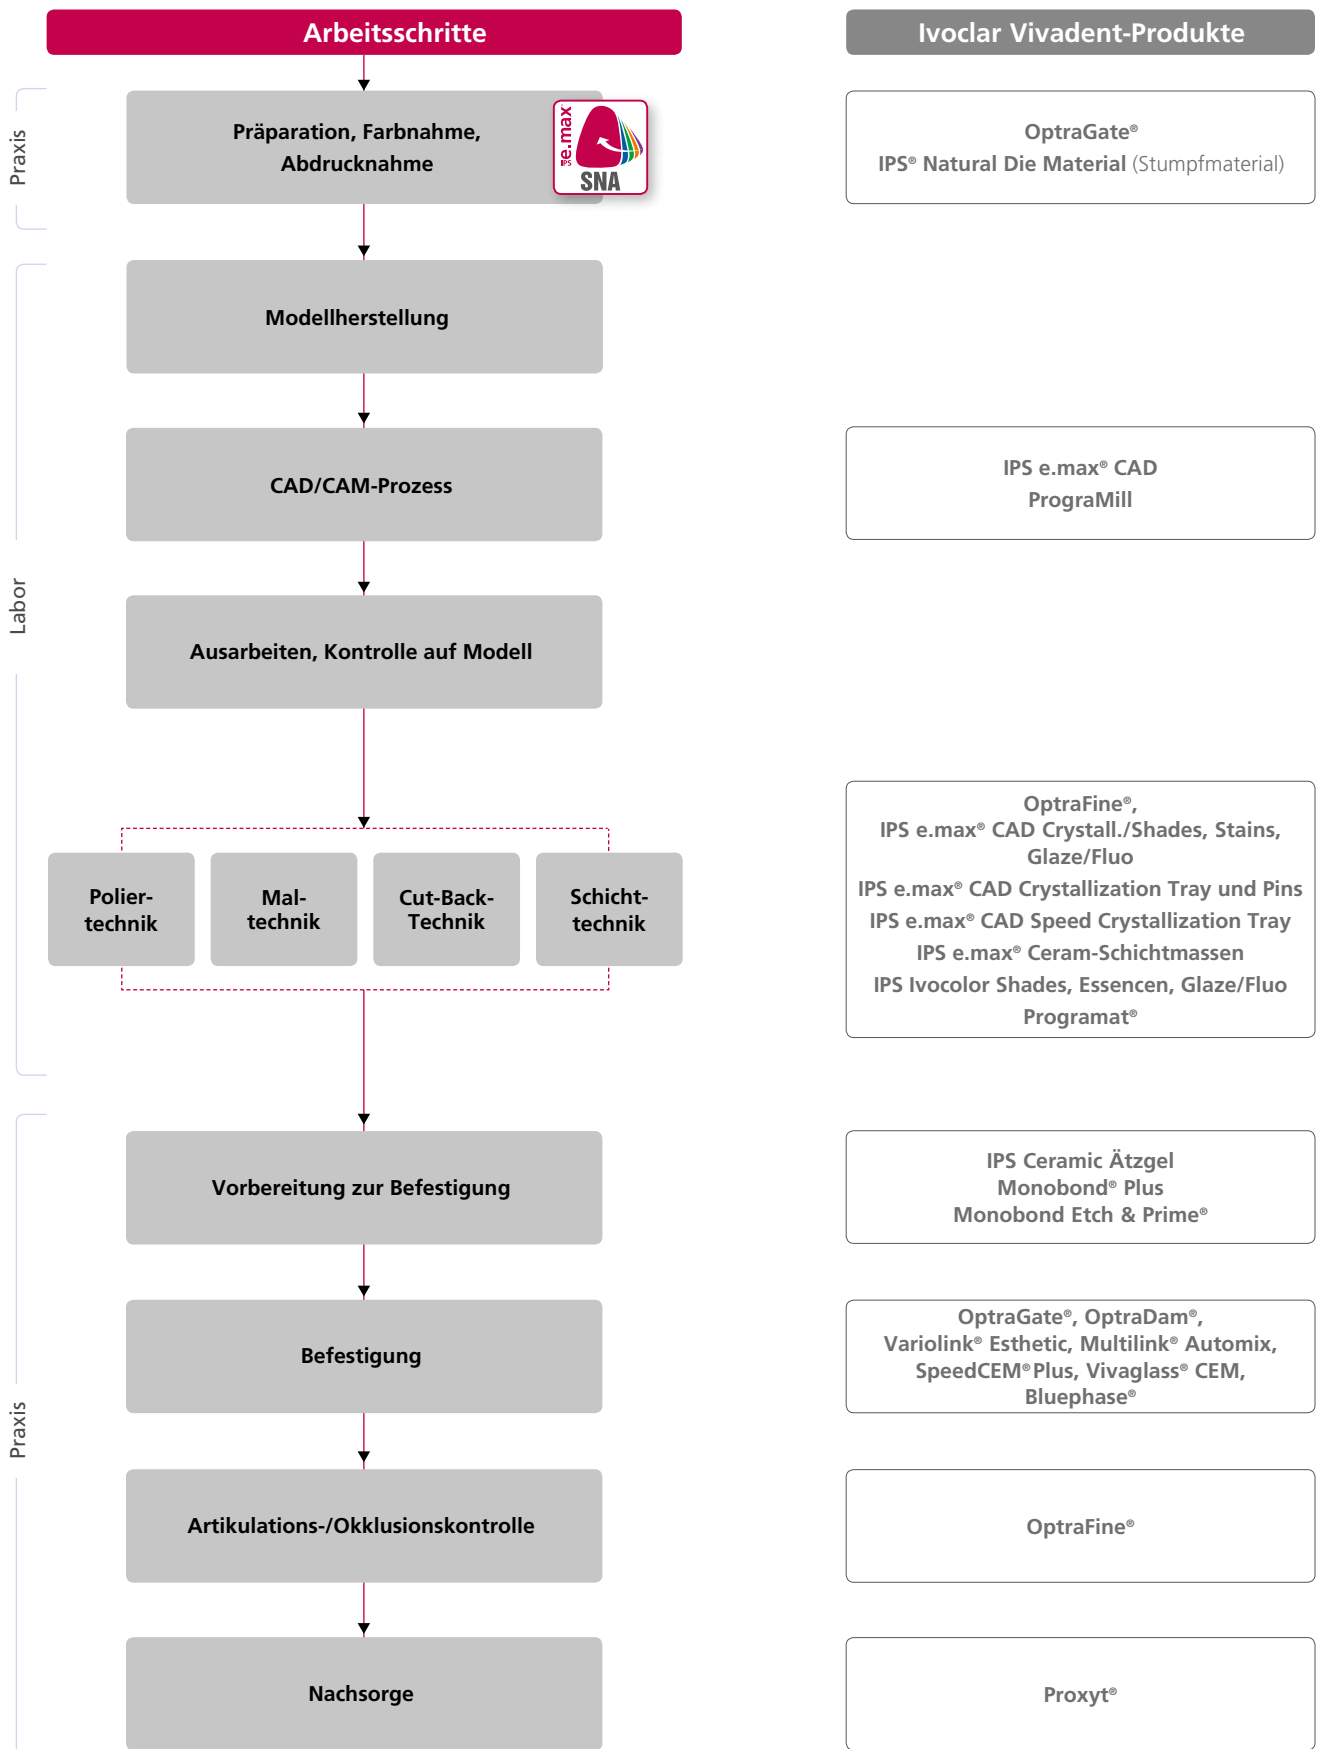 Arbeitsschritte
Ivoclar Vivadent-Produkte
Praxis
Präparation, Farbnahme,
Abdrucknahme
IPS e.max®
SNA
OptraGate®
IPS® Natural Die Material (Stumpfmaterial)
Labor
Modellherstellung
CAD/CAM-Prozess
IPS e.max® CAD
PrograMill
Ausarbeiten, Kontrolle auf Modell
Polier-
technik
Mal-
technik
Cut-Back-
Technik
Schicht-
technik
OptraFine®,
IPS e.max® CAD Crystall./Shades, Stains,
Glaze/Fluo
IPS e.max® CAD Crystallization Tray und Pins
IPS e.max® CAD Speed Crystallization Tray
IPS e.max® Ceram-Schichtmassen
IPS Ivocolor Shades, Essencen, Glaze/Fluo
Programat®
Praxis
Vorbereitung zur Befestigung
IPS Ceramic Ätzgel
Monobond® Plus
Monobond Etch & Prime®
Befestigung
OptraGate®, OptraDam®,
Variolink® Esthetic, Multilink® Automix,
SpeedCEM® Plus, Vivaglass® CEM,
Bluephase®
Artikulations-/Okklusionskontrolle
OptraFine®
Nachsorge
Proxyt®